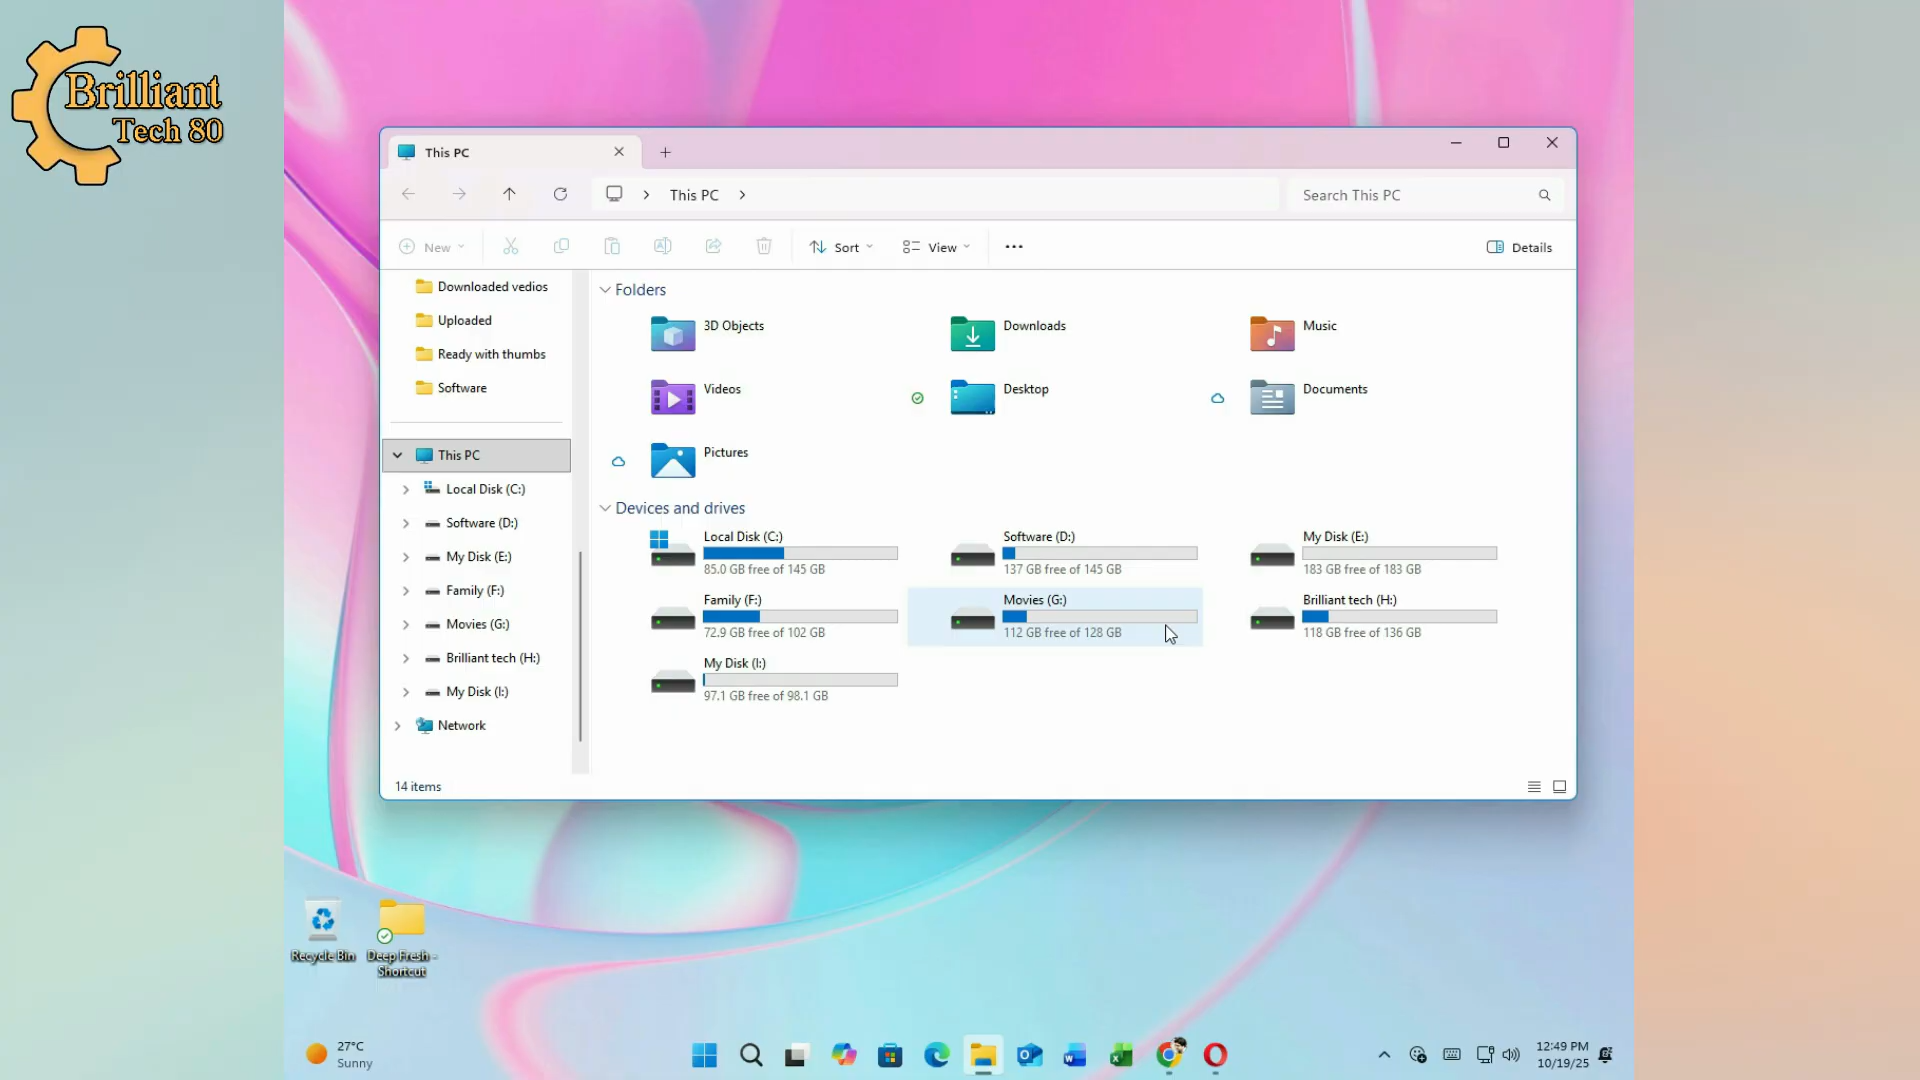 Brilliant
Tech 80
This PC
This PC
Search This PC
New
Sort
View
Details
Downloaded vedios
Uploaded
Ready with thumbs
Software
This PC
Local Disk (C:)
Software (D:)
My Disk (E:)
Family (F:)
Movies (G:)
Brilliant tech (H:)
My Disk (I:)
Network
Folders
3D Objects
Downloads
Music
Videos
Desktop
Documents
Pictures
Devices and drives
Local Disk (C:)
85.0 GB free of 145 GB
Software (D:)
137 GB free of 145 GB
My Disk (E:)
183 GB free of 183 GB
Family (F:)
72.9 GB free of 102 GB
Movies (G:)
112 GB free of 128 GB
Brilliant tech (H:)
118 GB free of 136 GB
My Disk (I:)
97.1 GB free of 98.1 GB
14 items
Recycle Bin
Deep Fresh -
Shortcut
27°C
Sunny
12:49 PM
10/19/25